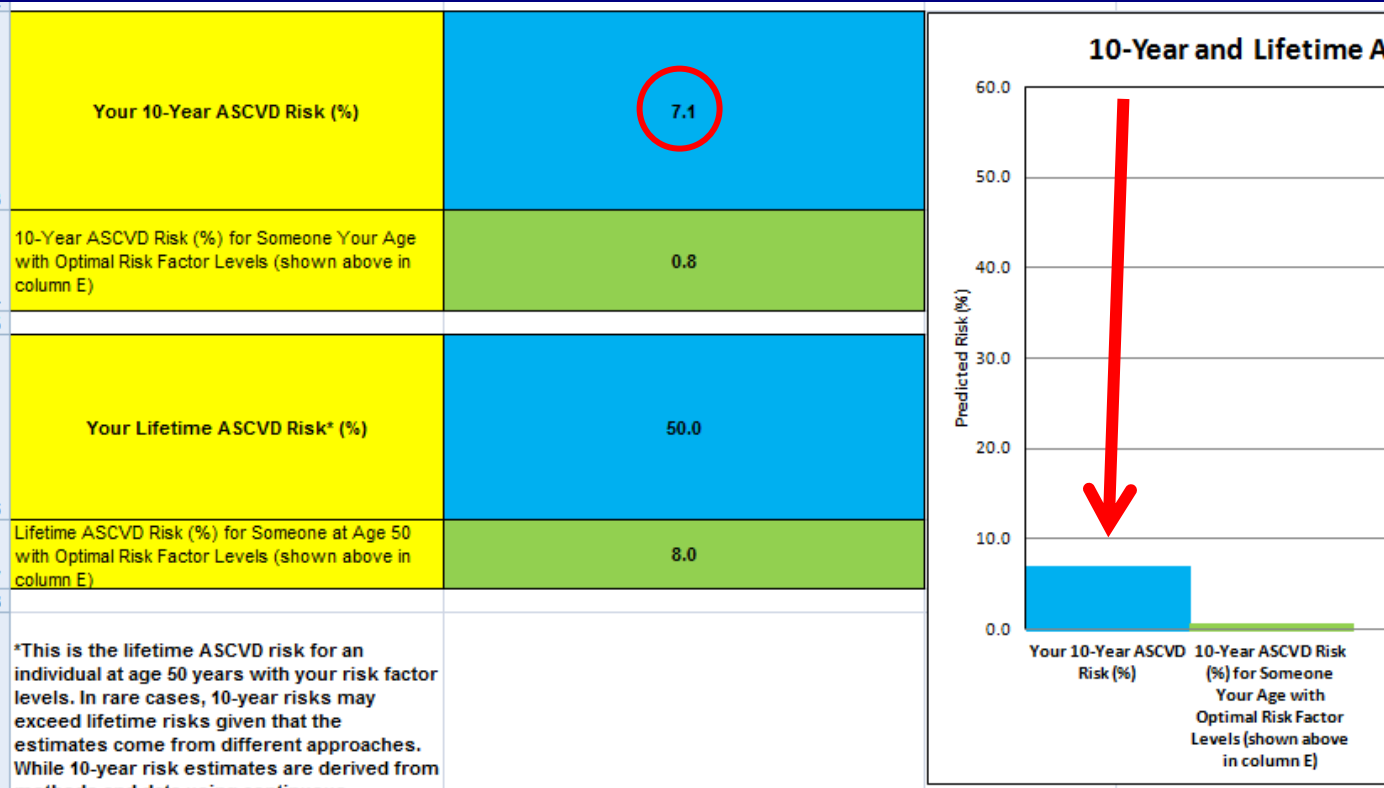 Your 10-Year ASCVD Risk (%)
7.1
10-Year ASCVD Risk (%) for Someone Your Age
with Optimal Risk Factor Levels (shown above in
column E)
0.8
Your Lifetime ASCVD Risk* (%)
50.0
Lifetime ASCVD Risk (%) for Someone at Age 50
with Optimal Risk Factor Levels (shown above in
column E)
8.0
*This is the lifetime ASCVD risk for an
individual at age 50 years with your risk factor
levels. In rare cases, 10-year risks may
exceed lifetime risks given that the
estimates come from different approaches.
While 10-year risk estimates are derived from
10-Year and Lifetime A
Predicted Risk (%)
60.0
50.0
40.0
30.0
20.0
10.0
0.0
Your 10-Year ASCVD
Risk (%)
10-Year ASCVD Risk
(%) for Someone
Your Age with
Optimal Risk Factor
Levels (shown above
in column E)